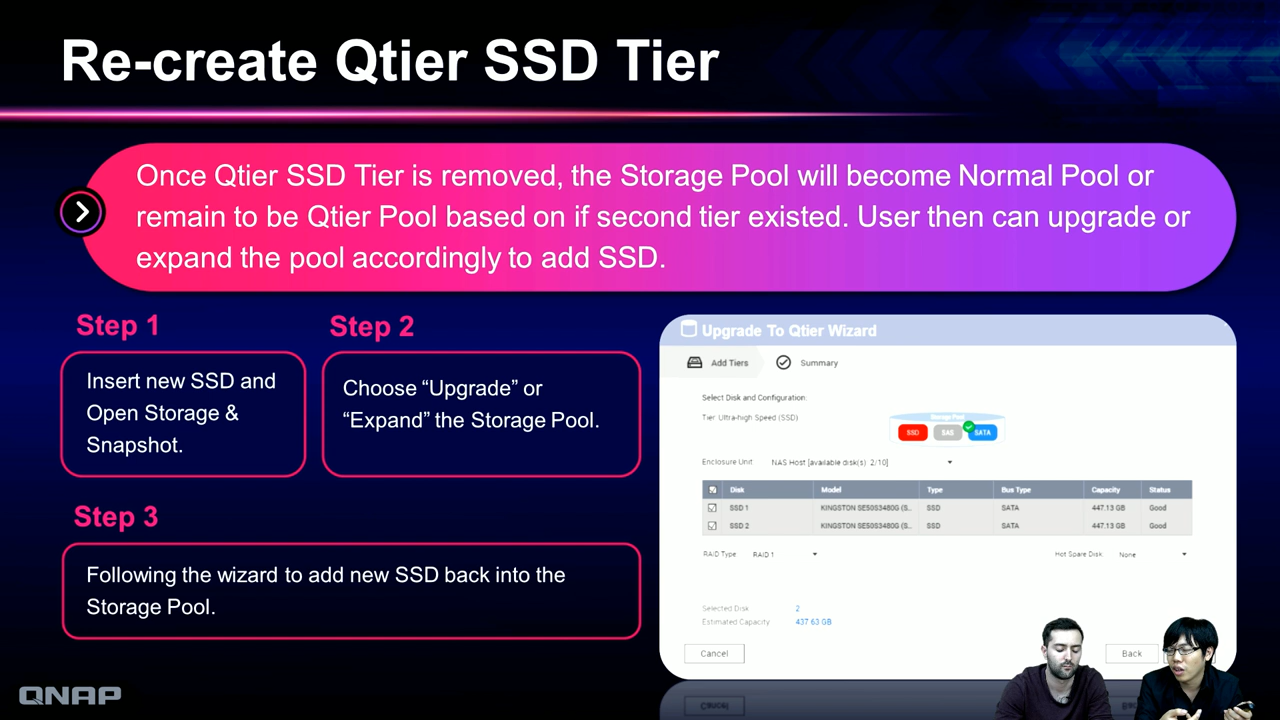 Re-create Qtier SSD Tier
Once Qtier SSD Tier is removed, the Storage Pool will become Normal Pool or
remain to be Qtier Pool based on if second tier existed. User then can upgrade or
expand the pool accordingly to add SSD.
Step 1
Insert new SSD and
Open Storage &
Snapshot.
Step 2
Choose “Upgrade” or
“Expand” the Storage Pool.
Step 3
Following the wizard to add new SSD back into the
Storage Pool.
Upgrade To Qtier Wizard
Add Tiers Summary
Select Disk and Configuration:
Tier: Ultra-high Speed (SSD)
Storage Pool
SSD SAS SATA
Enclosure Unit: NAS Host [available disk(s) 2/10]
Disk Model Type Bus Type Capacity Status
SSD 1 KINGSTON SEDC... SSD SATA 447.13 GB Good
SSD 2 KINGSTON SSD SATA 447.13 GB Good
RAID Type: RAID 1 Hot Spare Disk: None
Selected Disk: 2
Estimated Capacity: 437.63 GB
Cancel Back
QNAP